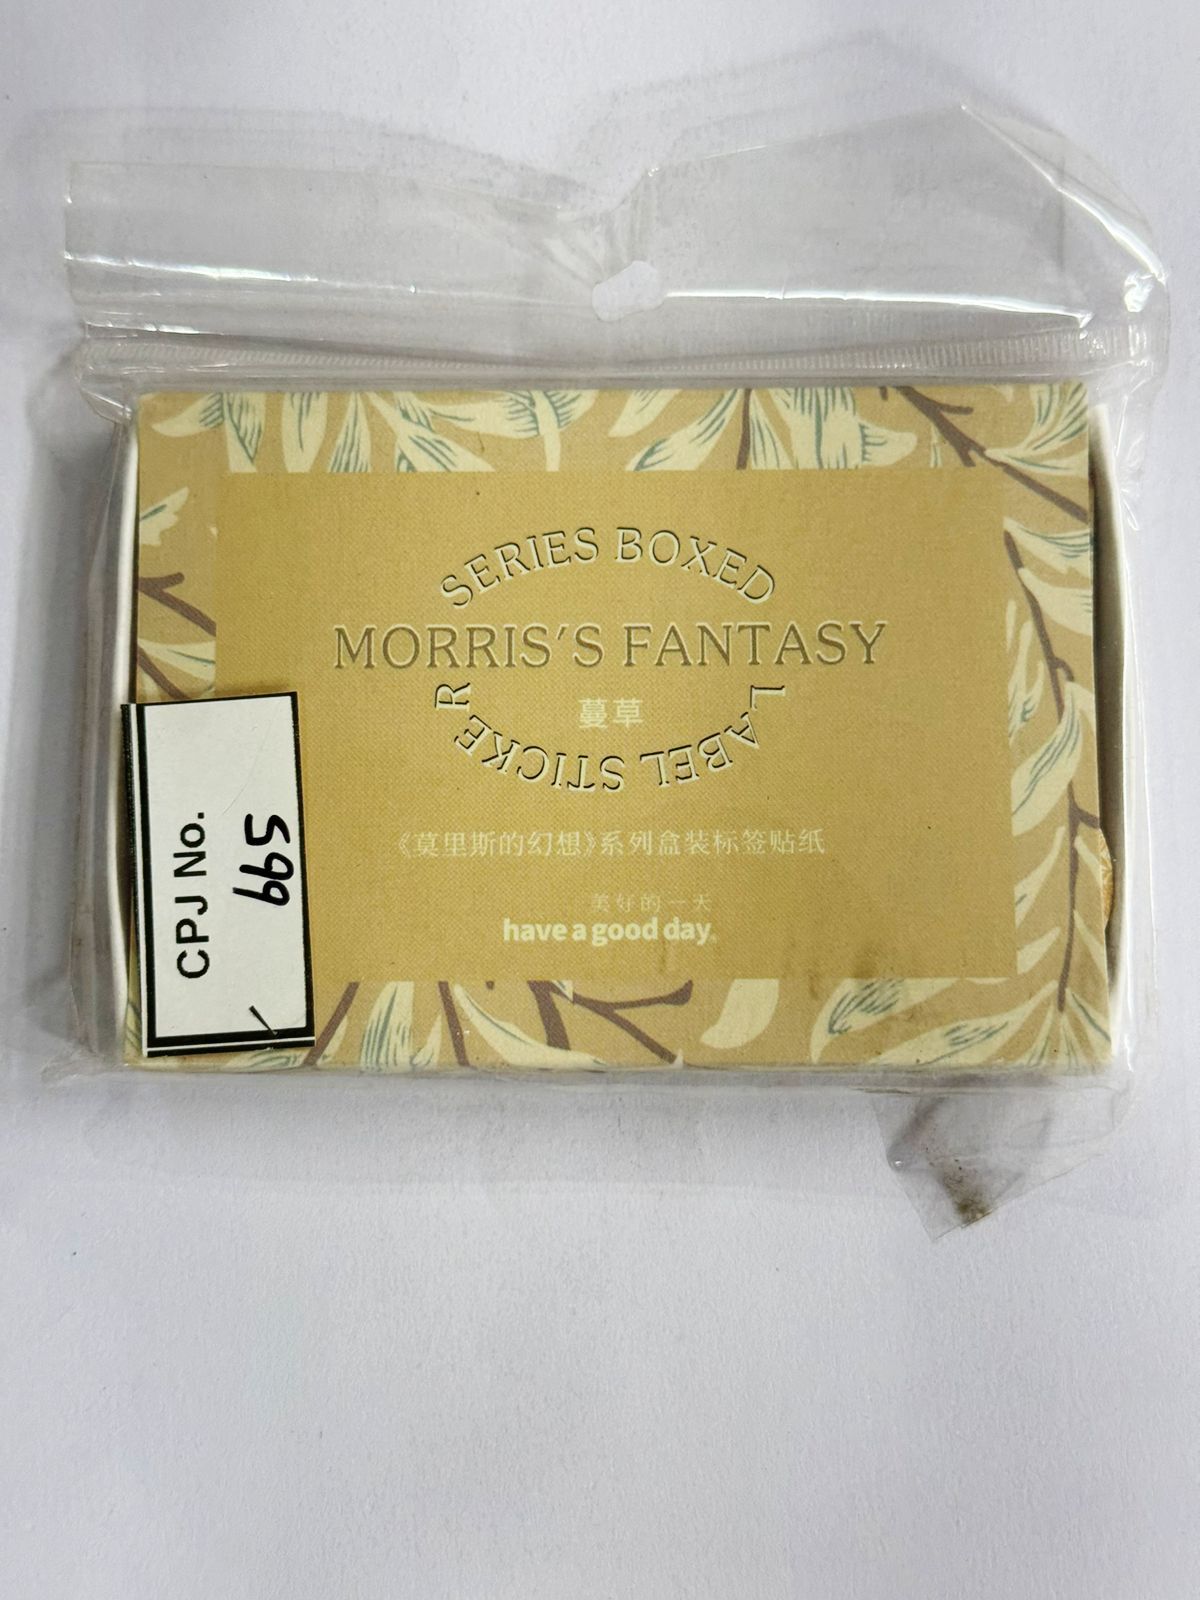 SERIES BOXED
MORRIS'S FANTASY
蔓草
LABEL STICKER
《莫里斯的幻想》系列盒装标签贴纸
美好的一天
have a good day.
CPJ No.
599